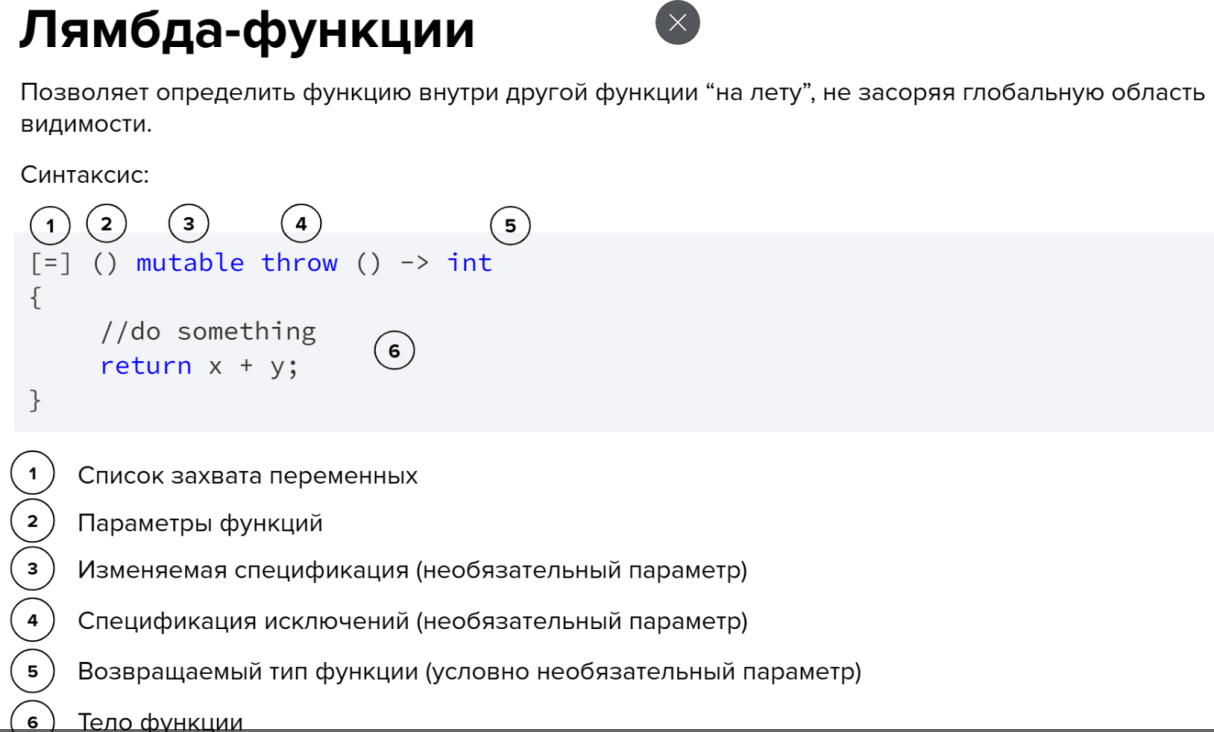 Лямбда-функции
Позволяет определить функцию внутри другой функции “на лету”, не засоряя глобальную область
видимости.
Синтаксис:
1 2 3 4 5
[=] () mutable throw () -> int
{
//do something
return x + y;
6
}
1 Список захвата переменных
2 Параметры функций
3 Изменяемая спецификация (необязательный параметр)
4 Спецификация исключений (необязательный параметр)
5 Возвращаемый тип функции (условно необязательный параметр)
6 Тело функции